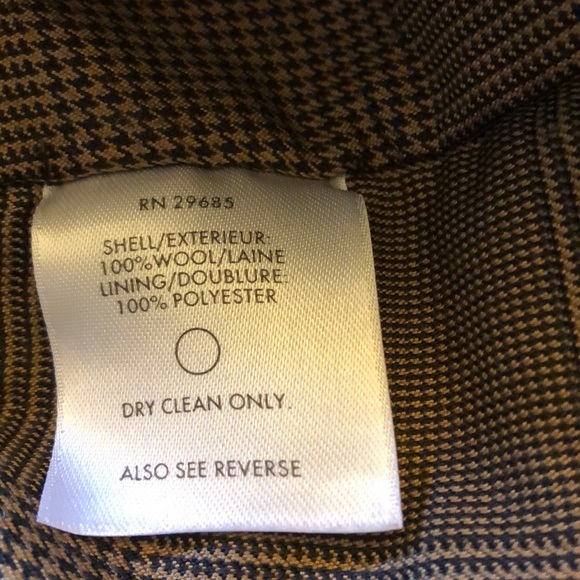 RN 29685
SHELL/EXTERIEUR:
100%WOOL/LAINE
LINING/DOUBLURE:
100% POLYESTER
DRY CLEAN ONLY.
ALSO SEE REVERSE